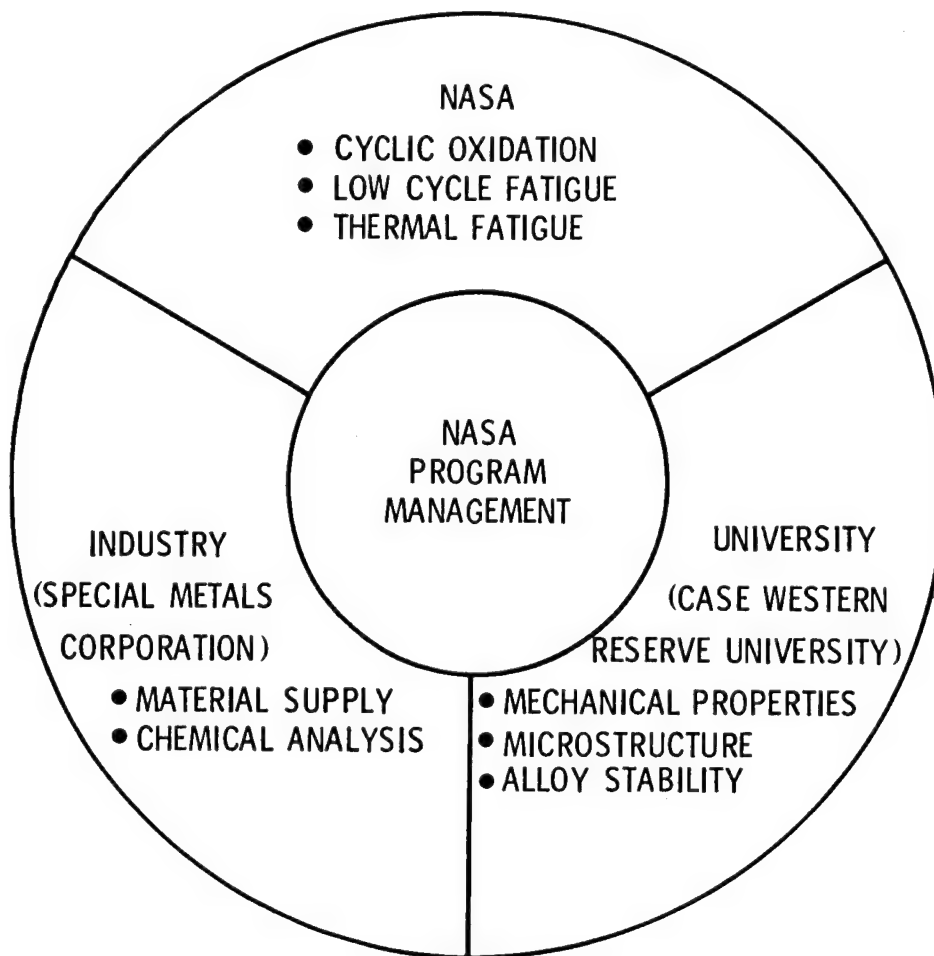 NASA
• CYCLIC OXIDATION
• LOW CYCLE FATIGUE
• THERMAL FATIGUE
NASA
PROGRAM
MANAGEMENT
INDUSTRY
(SPECIAL METALS
CORPORATION)
• MATERIAL SUPPLY
• CHEMICAL ANALYSIS
UNIVERSITY
(CASE WESTERN
RESERVE UNIVERSITY)
• MECHANICAL PROPERTIES
• MICROSTRUCTURE
• ALLOY STABILITY